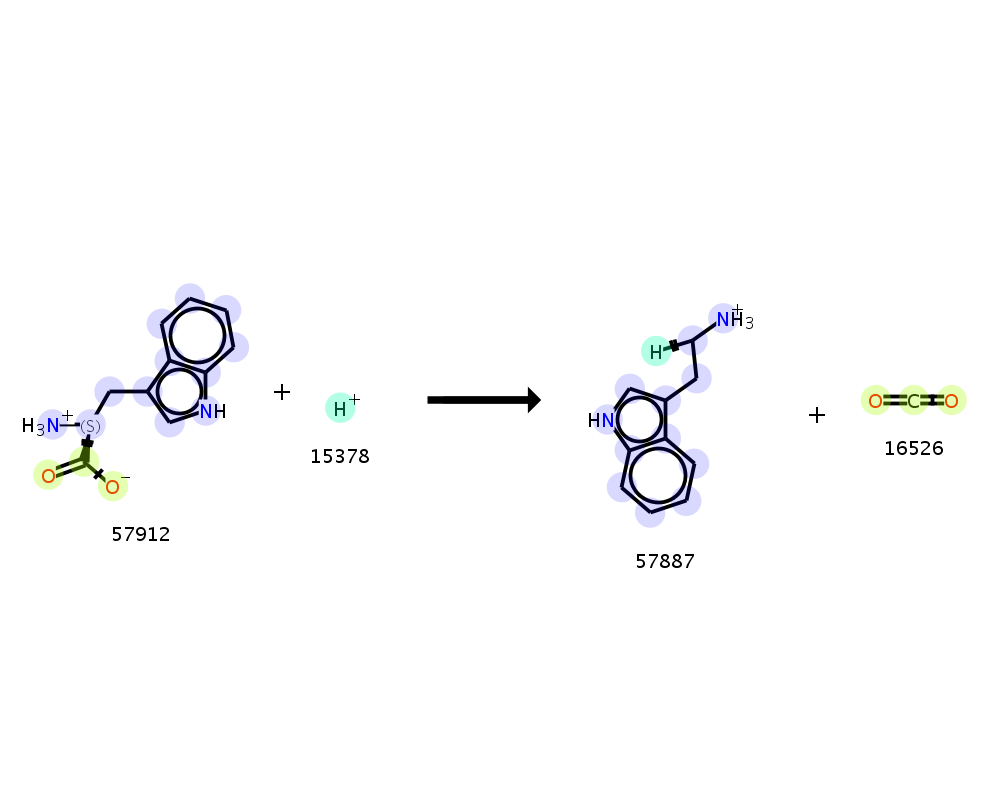 H₃N⁺ (S) NH O O⁻ + H⁺ H NH₃⁺ HN + O C O
57912 15378 57887 16526